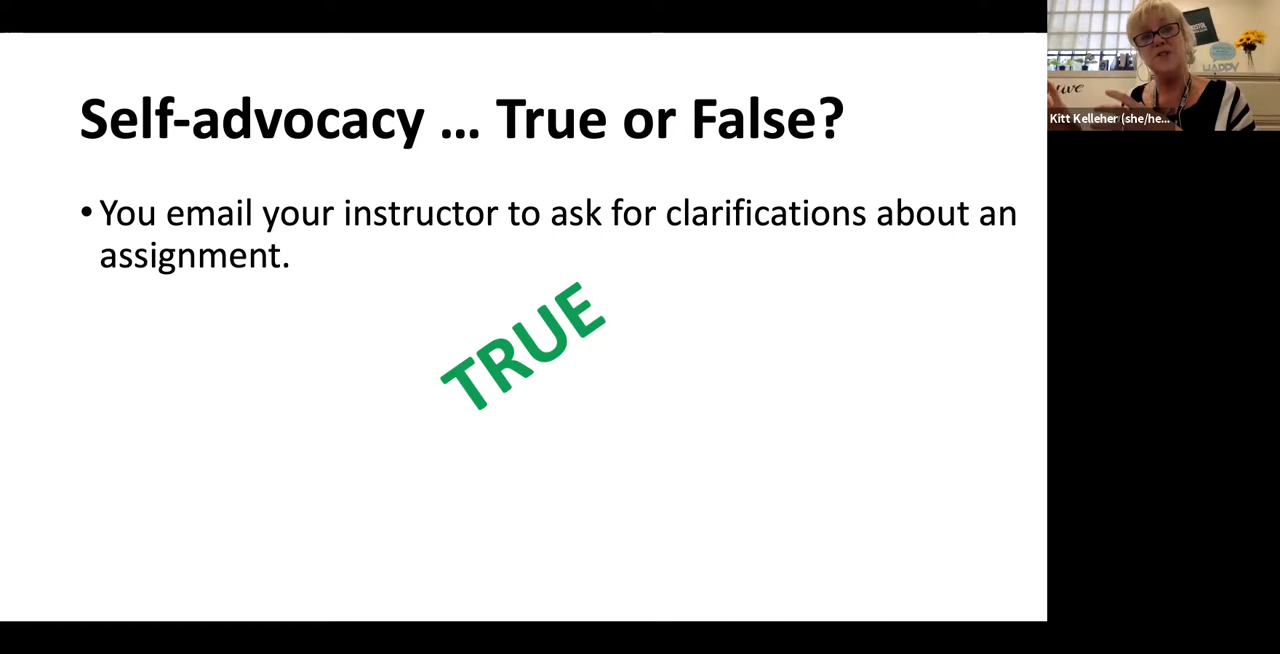 Self-advocacy ... True or False?
•You email your instructor to ask for clarifications about an
assignment.
TRUE
HAPPY
Kitt Kelleher (she/he...